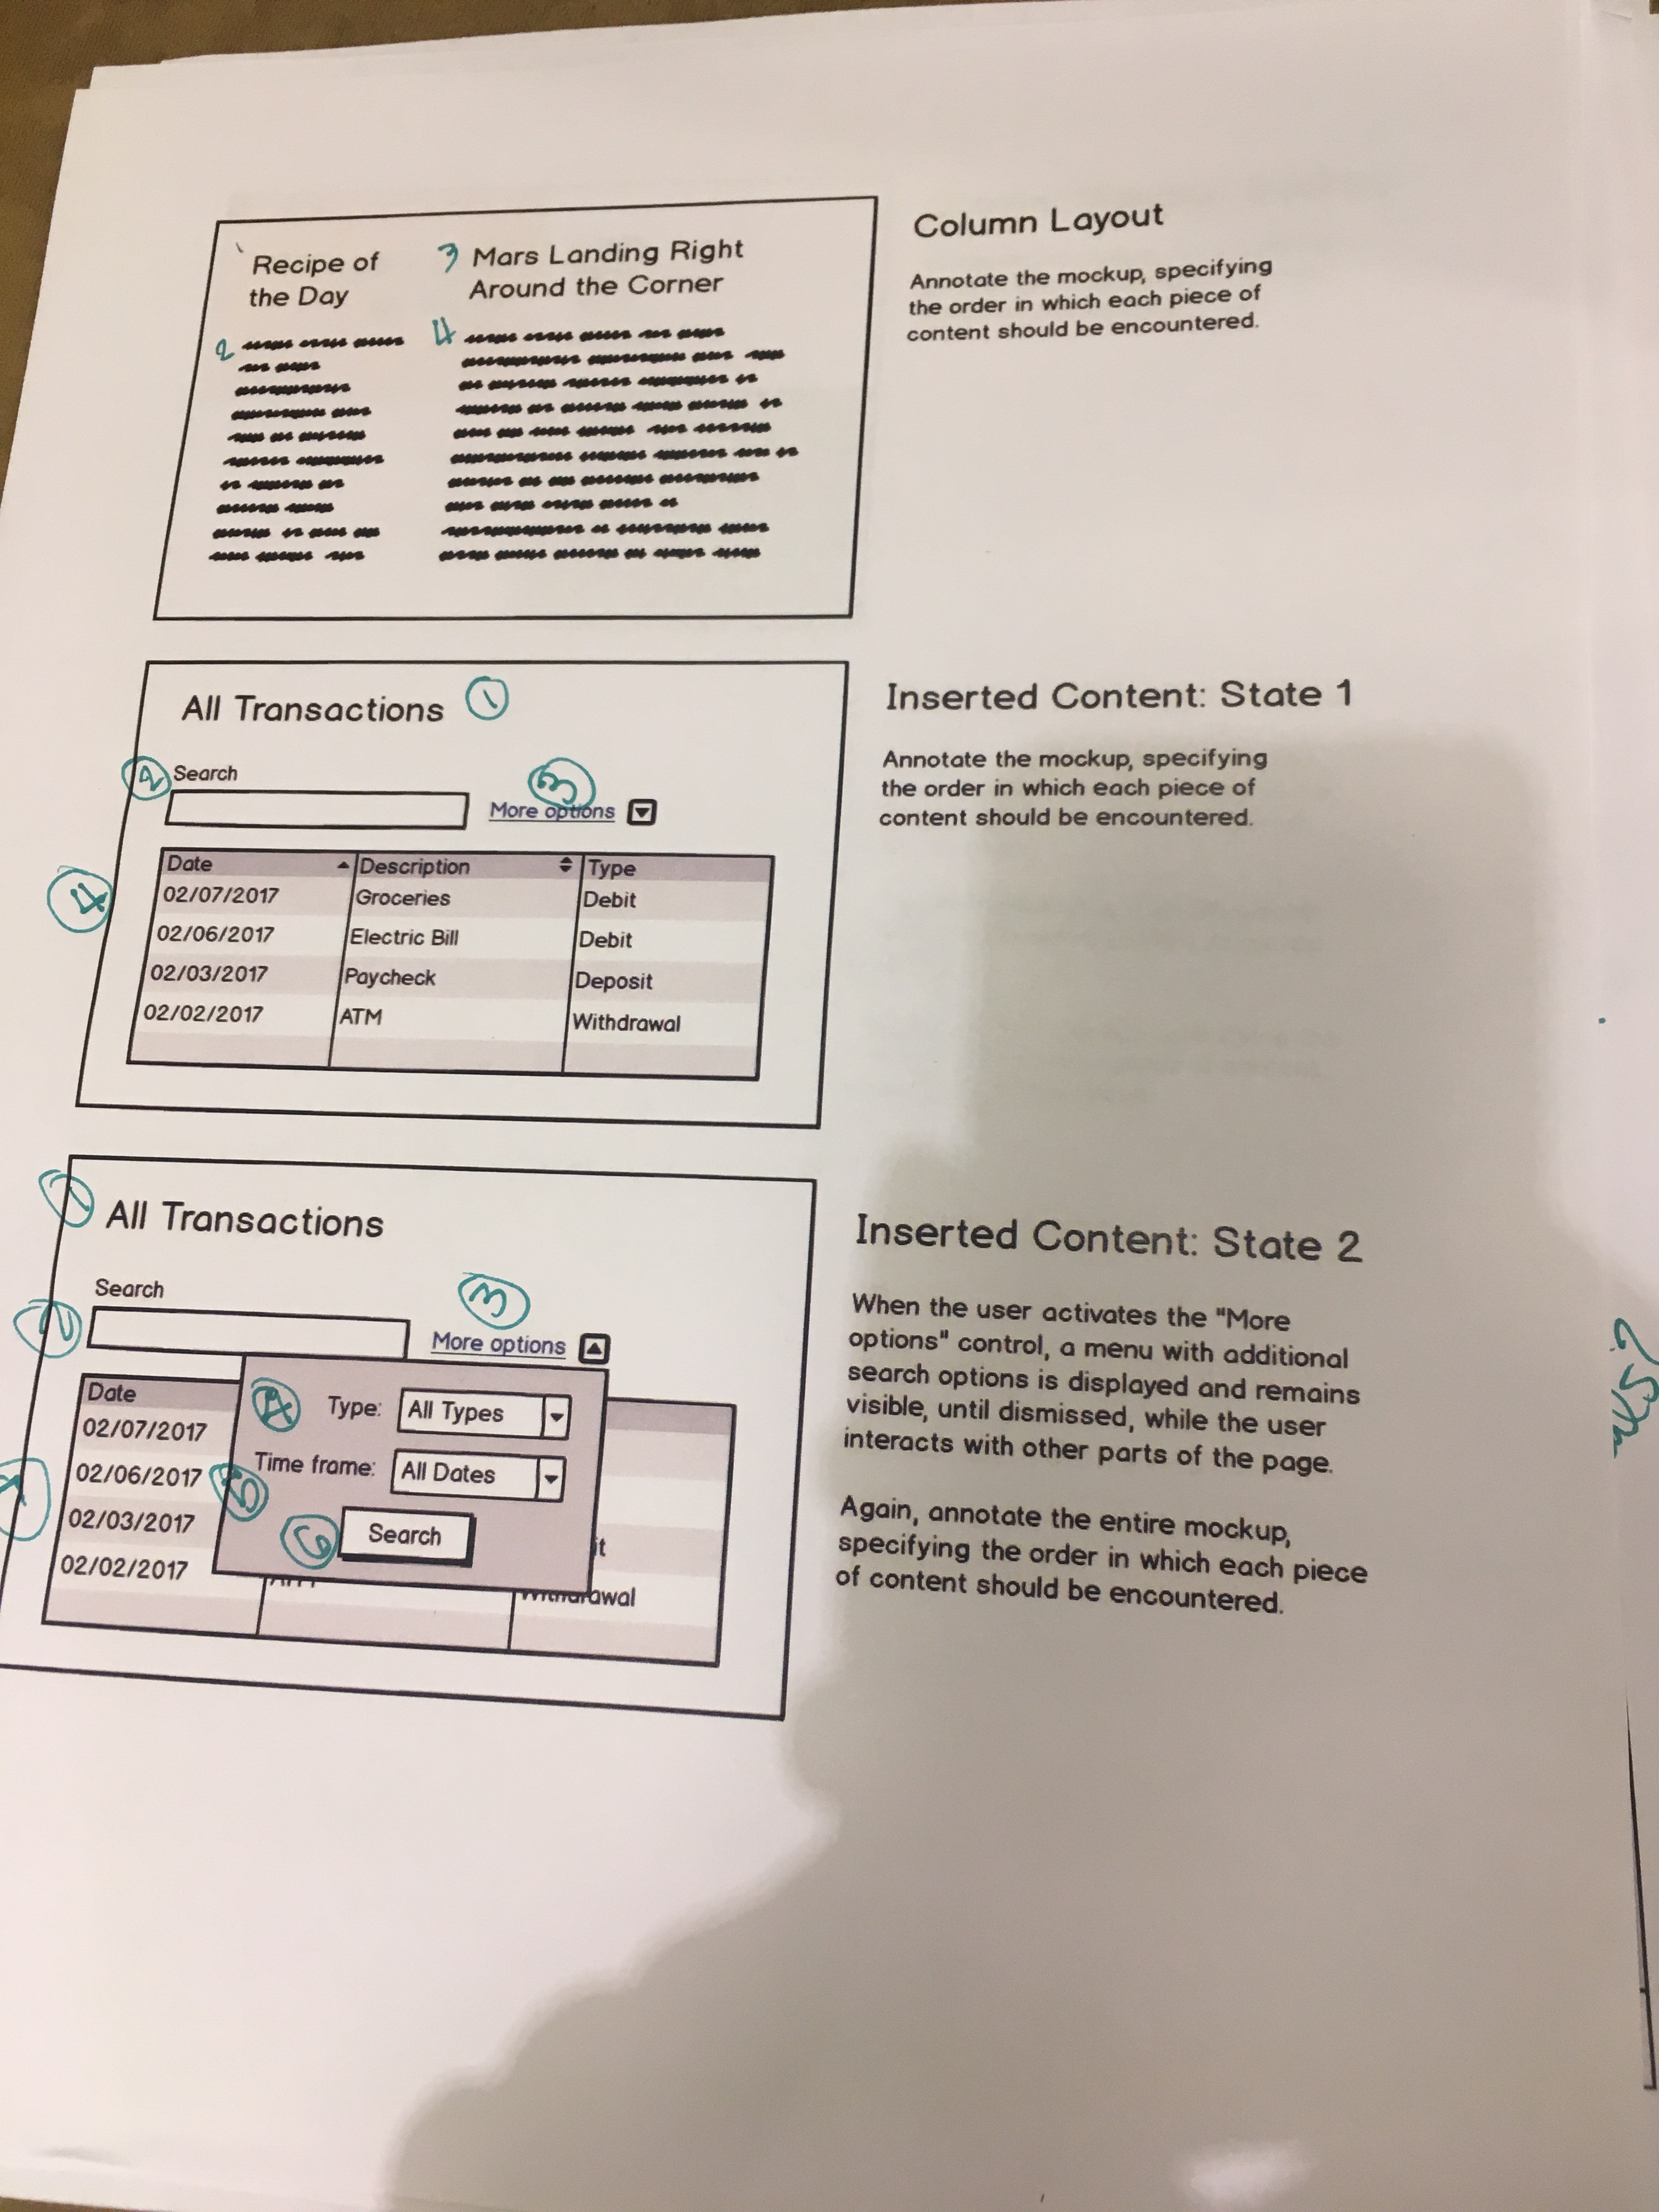 Column Layout
Annotate the mockup, specifying
the order in which each piece of
content should be encountered.
Recipe of
the Day
2
3 Mars Landing Right
Around the Corner
4
Inserted Content: State 1
Annotate the mockup, specifying
the order in which each piece of
content should be encountered.
All Transactions 1
2 Search
3
More options
4
Date Description Type
02/07/2017 Groceries Debit
02/06/2017 Electric Bill Debit
02/03/2017 Paycheck Deposit
02/02/2017 ATM Withdrawal
Inserted Content: State 2
When the user activates the "More
options" control, a menu with additional
search options is displayed and remains
visible, until dismissed, while the user
interacts with other parts of the page.
Again, annotate the entire mockup,
specifying the order in which each piece
of content should be encountered.
1 All Transactions
Search
2
3
More options
4 Type: All Types
5 Time frame: All Dates
6 Search
Date
02/07/2017
02/06/2017
02/03/2017 it
02/02/2017 ATM Withdrawal